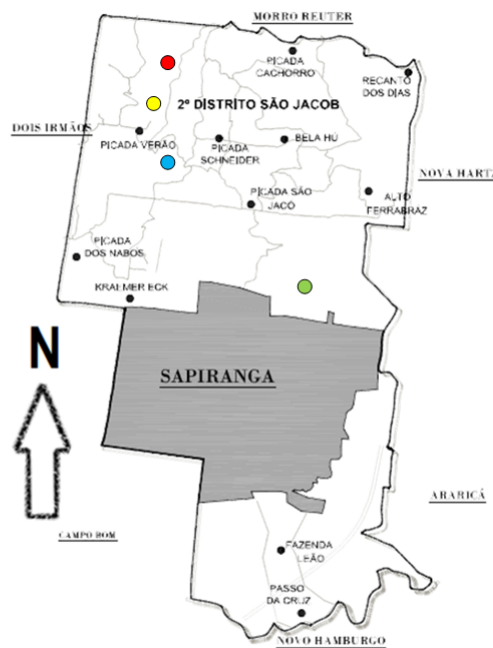 MORRO REUTER
PICADA
CACHORRO
RECANTO
DOS DIAS
2º DISTRITO SÃO JACOB
DOIS IRMÃOS
PICADA VERÃO
PICADA
SCHNEIDER
BELA HÚ
NOVA HARTZ
PICADA SÃO
JACÓ
ALTO
FERRABRAZ
PICADA
DOS NABOS
KRAEMER ECK
N
SAPIRANGA
ARARICÁ
CAMPO BOM
FAZENDA
LEÃO
PASSO
DA CRUZ
NOVO HAMBURGO